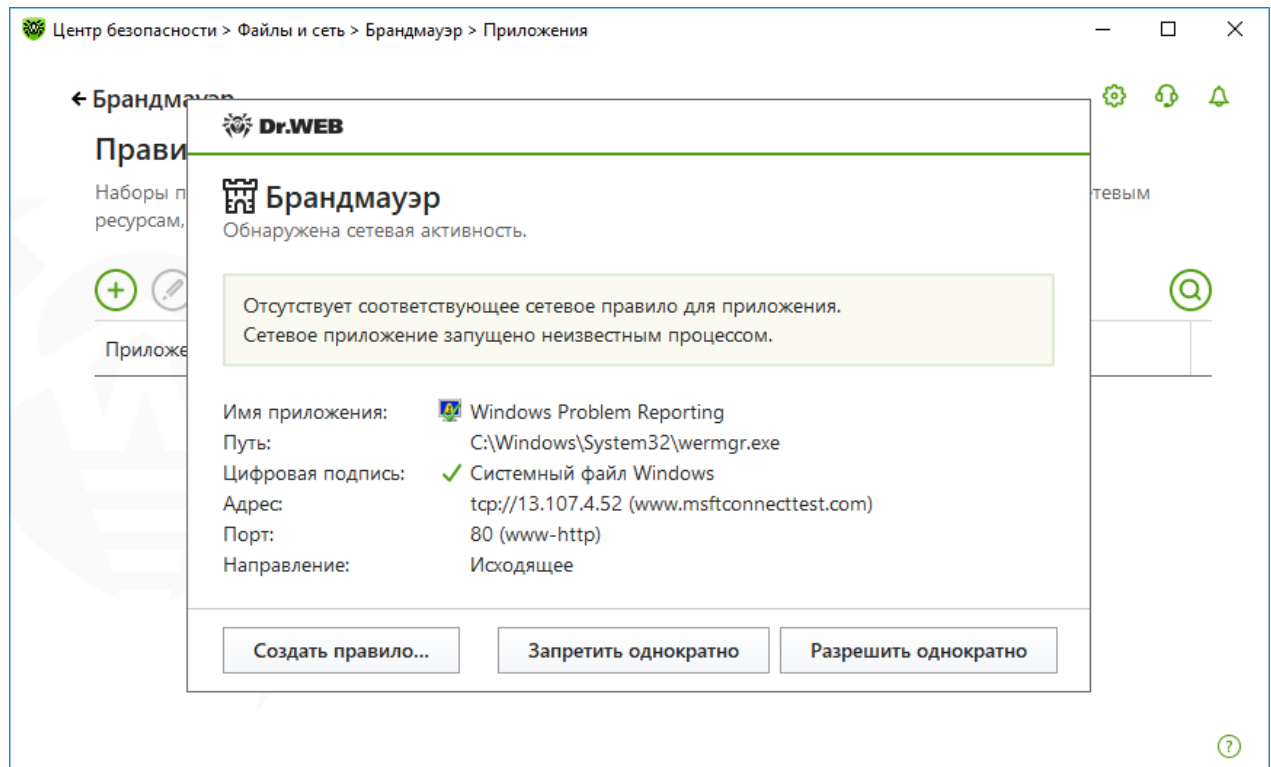 Центр безопасности > Файлы и сеть > Брандмауэр > Приложения
Брандмауэр
Dr.WEB
Прави
Наборы п
тевым
ресурсам,
Брандмауэр
Обнаружена сетевая активность.
Отсутствует соответствующее сетевое правило для приложения.
Сетевое приложение запущено неизвестным процессом.
Приложе
Имя приложения: Windows Problem Reporting
Путь: C:\Windows\System32\wermgr.exe
Цифровая подпись: Системный файл Windows
Адрес: tcp://13.107.4.52 (www.msftconnecttest.com)
Порт: 80 (www-http)
Направление: Исходящее
Создать правило... Запретить однократно Разрешить однократно